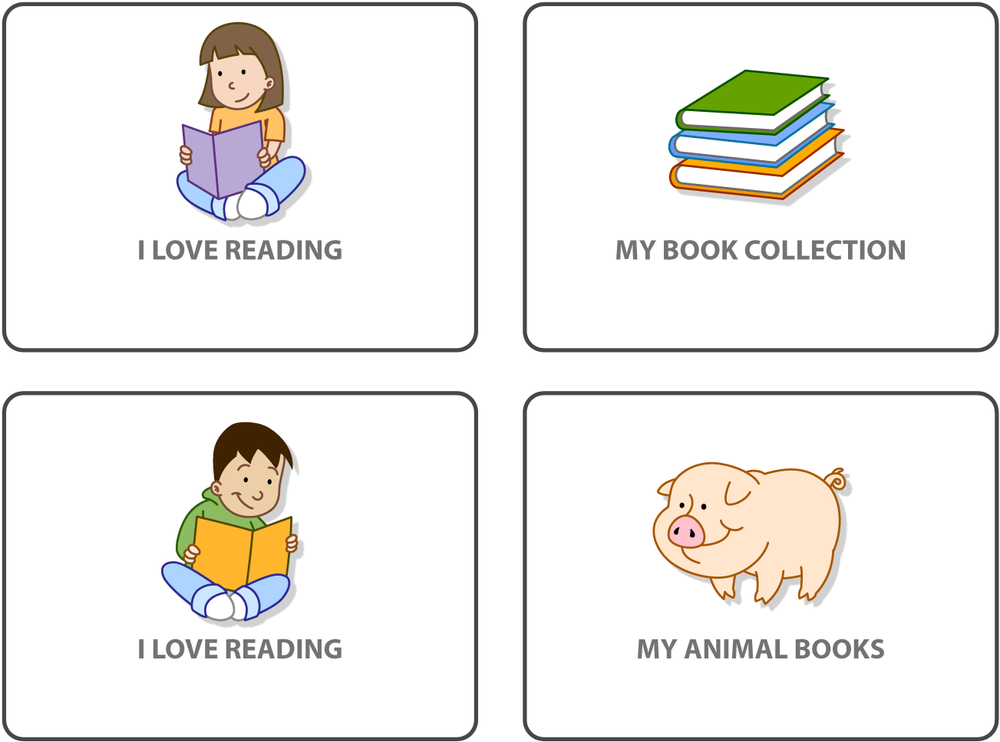 I LOVE READING
MY BOOK COLLECTION
I LOVE READING
MY ANIMAL BOOKS